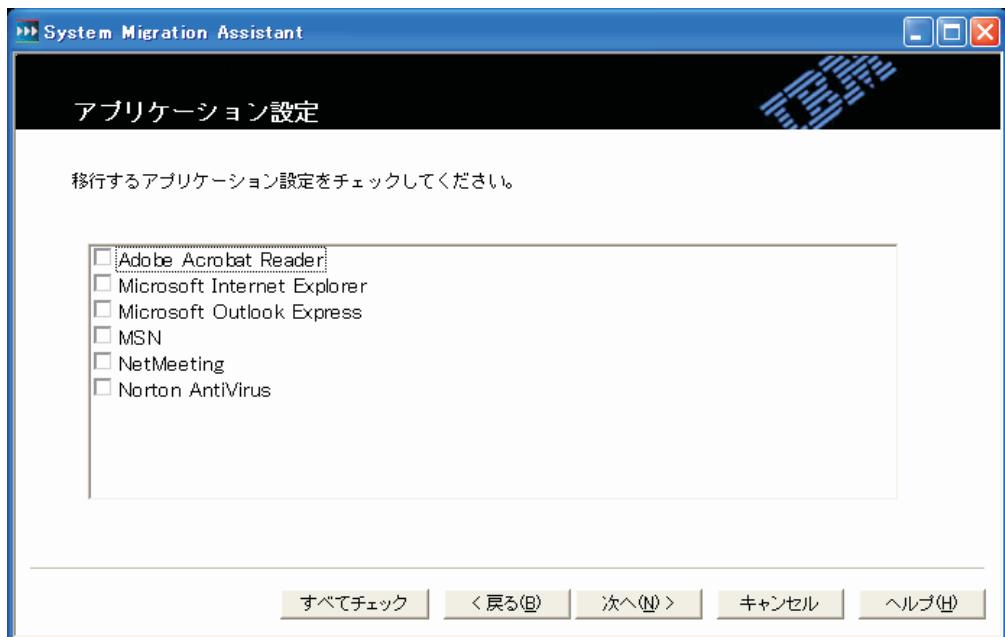 System Migration Assistant
アプリケーション設定
IBM
移行するアプリケーション設定をチェックしてください。
Adobe Acrobat Reader
Microsoft Internet Explorer
Microsoft Outlook Express
MSN
NetMeeting
Norton AntiVirus
すべてチェック
< 戻る(B)
次へ(N) >
キャンセル
ヘルプ(H)